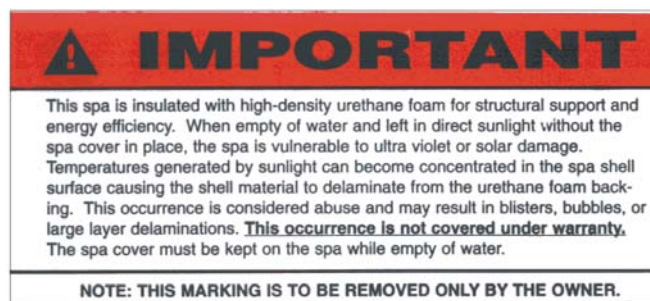 IMPORTANT
This spa is insulated with high-density urethane foam for structural support and
energy efficiency. When empty of water and left in direct sunlight without the
spa cover in place, the spa is vulnerable to ultra violet or solar damage.
Temperatures generated by sunlight can become concentrated in the spa shell
surface causing the shell material to delaminate from the urethane foam back-
ing. This occurrence is considered abuse and may result in blisters, bubbles, or
large layer delaminations. This occurrence is not covered under warranty.
The spa cover must be kept on the spa while empty of water.
NOTE: THIS MARKING IS TO BE REMOVED ONLY BY THE OWNER.